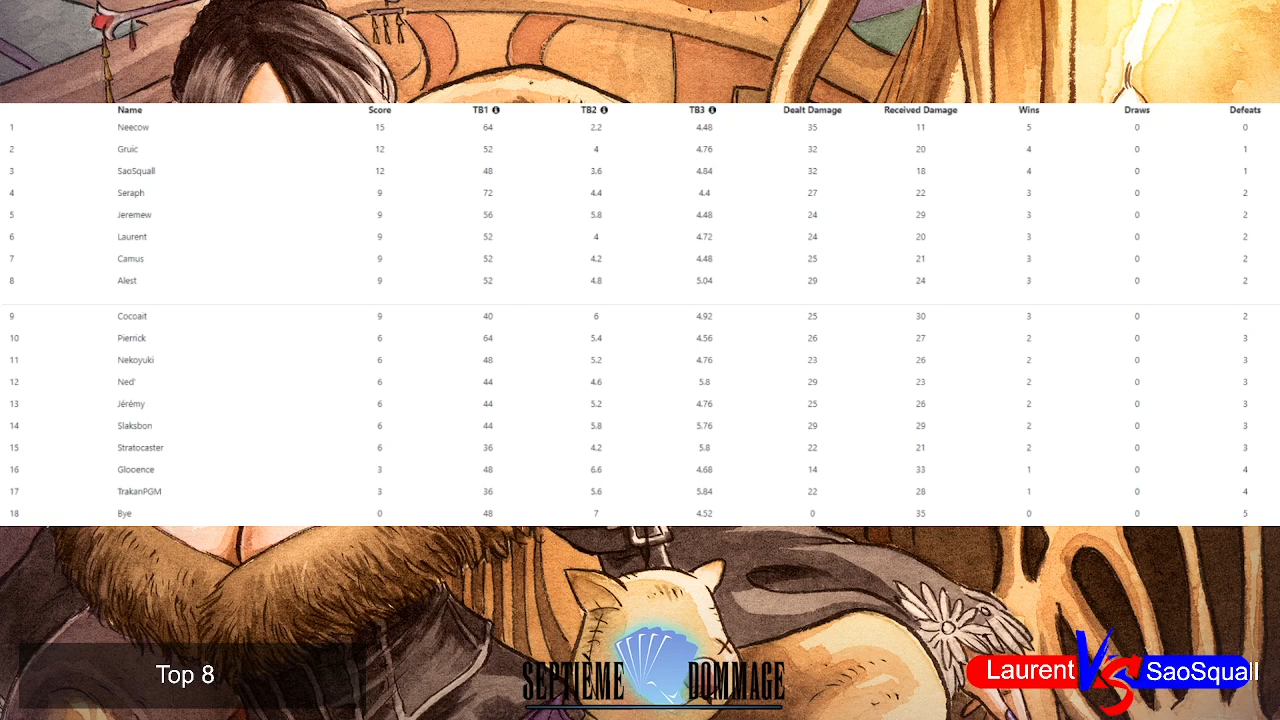 Name Score TB1 TB2 TB3 Dealt Damage Received Damage Wins Draws Defeats
1 Neecow 15 64 2.2 4.48 35 11 5 0 0
2 Gruic 12 52 4 4.76 32 20 4 0 1
3 SaoSquall 12 48 3.6 4.84 32 18 4 0 1
4 Seraph 9 72 4.4 4.4 27 22 3 0 2
5 Jeremew 9 56 5.8 4.48 24 29 3 0 2
6 Laurent 9 52 4 4.72 24 20 3 0 2
7 Camus 9 52 4.2 4.48 25 21 3 0 2
8 Alest 9 52 4.8 5.04 29 24 3 0 2
9 Cocoait 9 40 6 4.92 25 30 3 0 2
10 Pierrick 6 64 5.4 4.56 26 27 2 0 3
11 Nekoyuki 6 48 5.2 4.76 23 26 2 0 3
12 Ned' 6 44 4.6 5.8 29 23 2 0 3
13 Jérémy 6 44 5.2 4.76 25 26 2 0 3
14 Slaksbon 6 44 5.8 5.76 29 29 2 0 3
15 Stratocaster 6 36 4.2 5.8 22 21 2 0 3
16 Glooence 3 48 6.6 4.68 14 33 1 0 4
17 TrakanPGM 3 36 5.6 5.84 22 28 1 0 4
18 Bye 0 48 7 4.52 0 35 0 0 5
Top 8
SEPTIÈME DOMMAGE
Laurent VS SaoSquall